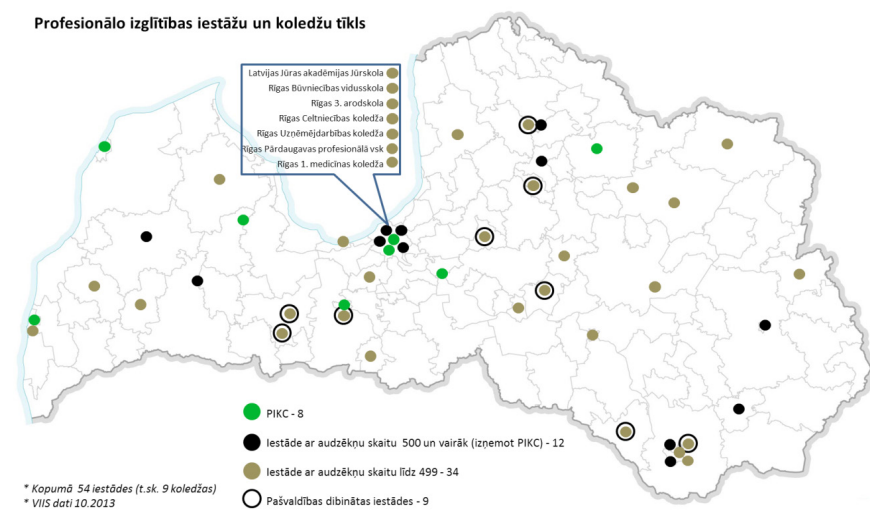 Profesionālo izglītības iestāžu un koledžu tīkls
Latvijas Jūras akadēmijas Jūrskola
Rīgas Būvniecības vidusskola
Rīgas 3. arodskola
Rīgas Celtniecības koledža
Rīgas Uzņēmējdarbības koledža
Rīgas Pārdaugavas profesionālā vsk
Rīgas 1. medicīnas koledža
PIKC - 8
Iestāde ar audzēkņu skaitu 500 un vairāk (izņemot PIKC) - 12
Iestāde ar audzēkņu skaitu līdz 499 - 34
Pašvaldības dibinātas iestādes - 9
* Kopumā 54 iestādes (t.sk. 9 koledžas)
* VIIS dati 10.2013